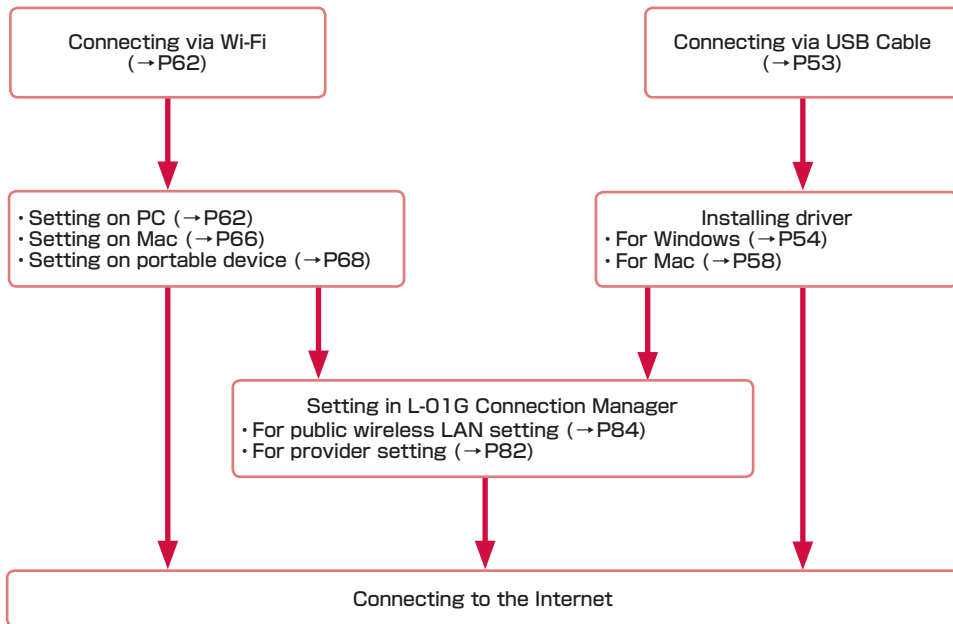 Connecting via Wi-Fi
(→P62)
Connecting via USB Cable
(→P53)
・Setting on PC (→P62)
・Setting on Mac (→P66)
・Setting on portable device (→P68)
Installing driver
・For Windows (→P54)
・For Mac (→P58)
Setting in L-01G Connection Manager
・For public wireless LAN setting (→P84)
・For provider setting (→P82)
Connecting to the Internet